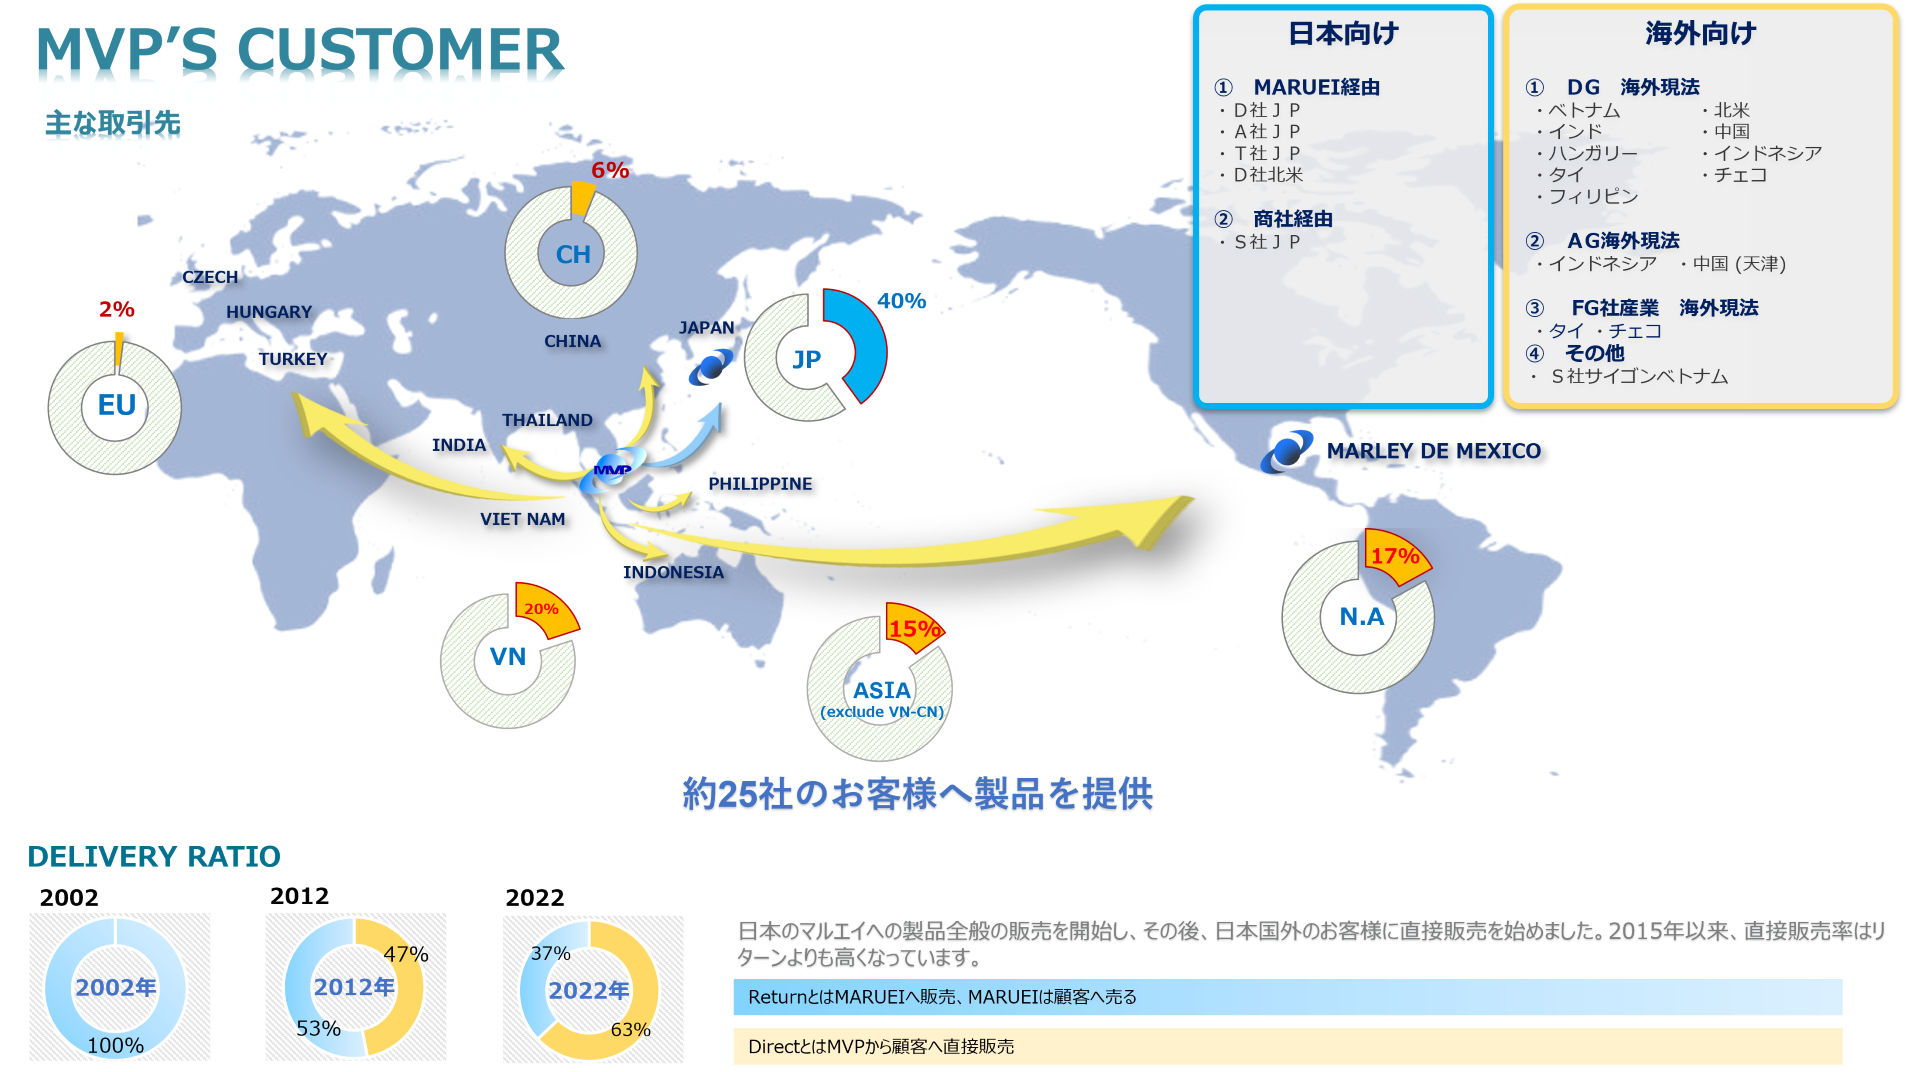 MVP’S CUSTOMER
主な取引先
日本向け
① MARUEI経由
・Ｄ社ＪＰ
・Ａ社ＪＰ
・Ｔ社ＪＰ
・Ｄ社北米
② 商社経由
・Ｓ社ＪＰ
海外向け
① ＤＧ 海外現法
・ベトナム ・北米
・インド ・中国
・ハンガリー ・インドネシア
・タイ ・チェコ
・フィリピン
② ＡＧ海外現法
・インドネシア ・中国 (天津)
③ FG社産業 海外現法
・タイ ・チェコ
④ その他
・ Ｓ社サイゴンベトナム
6%
CH
CZECH
HUNGARY
TURKEY
CHINA
JAPAN
2%
EU
40%
JP
THAILAND
INDIA
MVP
PHILIPPINE
VIET NAM
INDONESIA
MARLEY DE MEXICO
20%
VN
15%
ASIA
(exclude VN-CN)
17%
N.A
約25社のお客様へ製品を提供
DELIVERY RATIO
2002
2002年
100%
2012
47%
2012年
53%
2022
37%
2022年
63%
日本のマルエイへの製品全般の販売を開始し、その後、日本国外のお客様に直接販売を始めました。2015年以来、直接販売率はリ
ターンよりも高くなっています。
ReturnとはMARUEIへ販売、MARUEIは顧客へ売る
DirectとはMVPから顧客へ直接販売